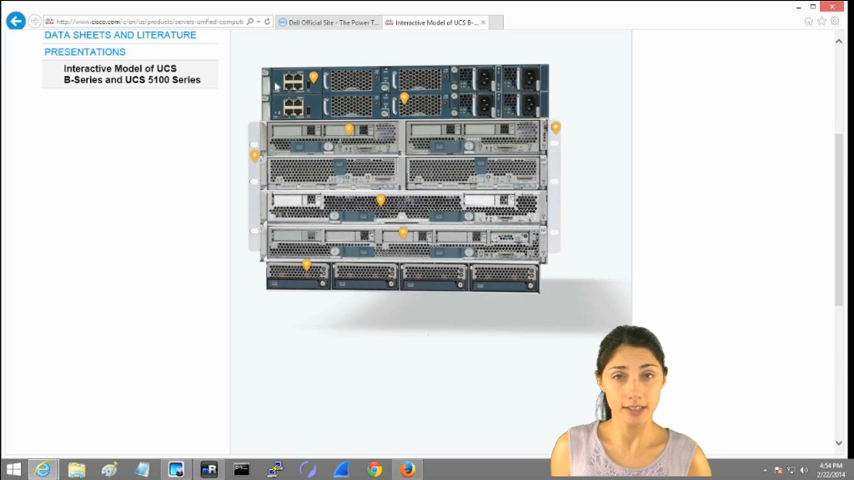 http://www.cisco.com/c/en/us/products/servers-unified-computi
Dell Official Site - The Power T...
Interactive Model of UCS B-...
DATA SHEETS AND LITERATURE
PRESENTATIONS
Interactive Model of UCS
B-Series and UCS 5100 Series
4:54 PM
2/22/2014